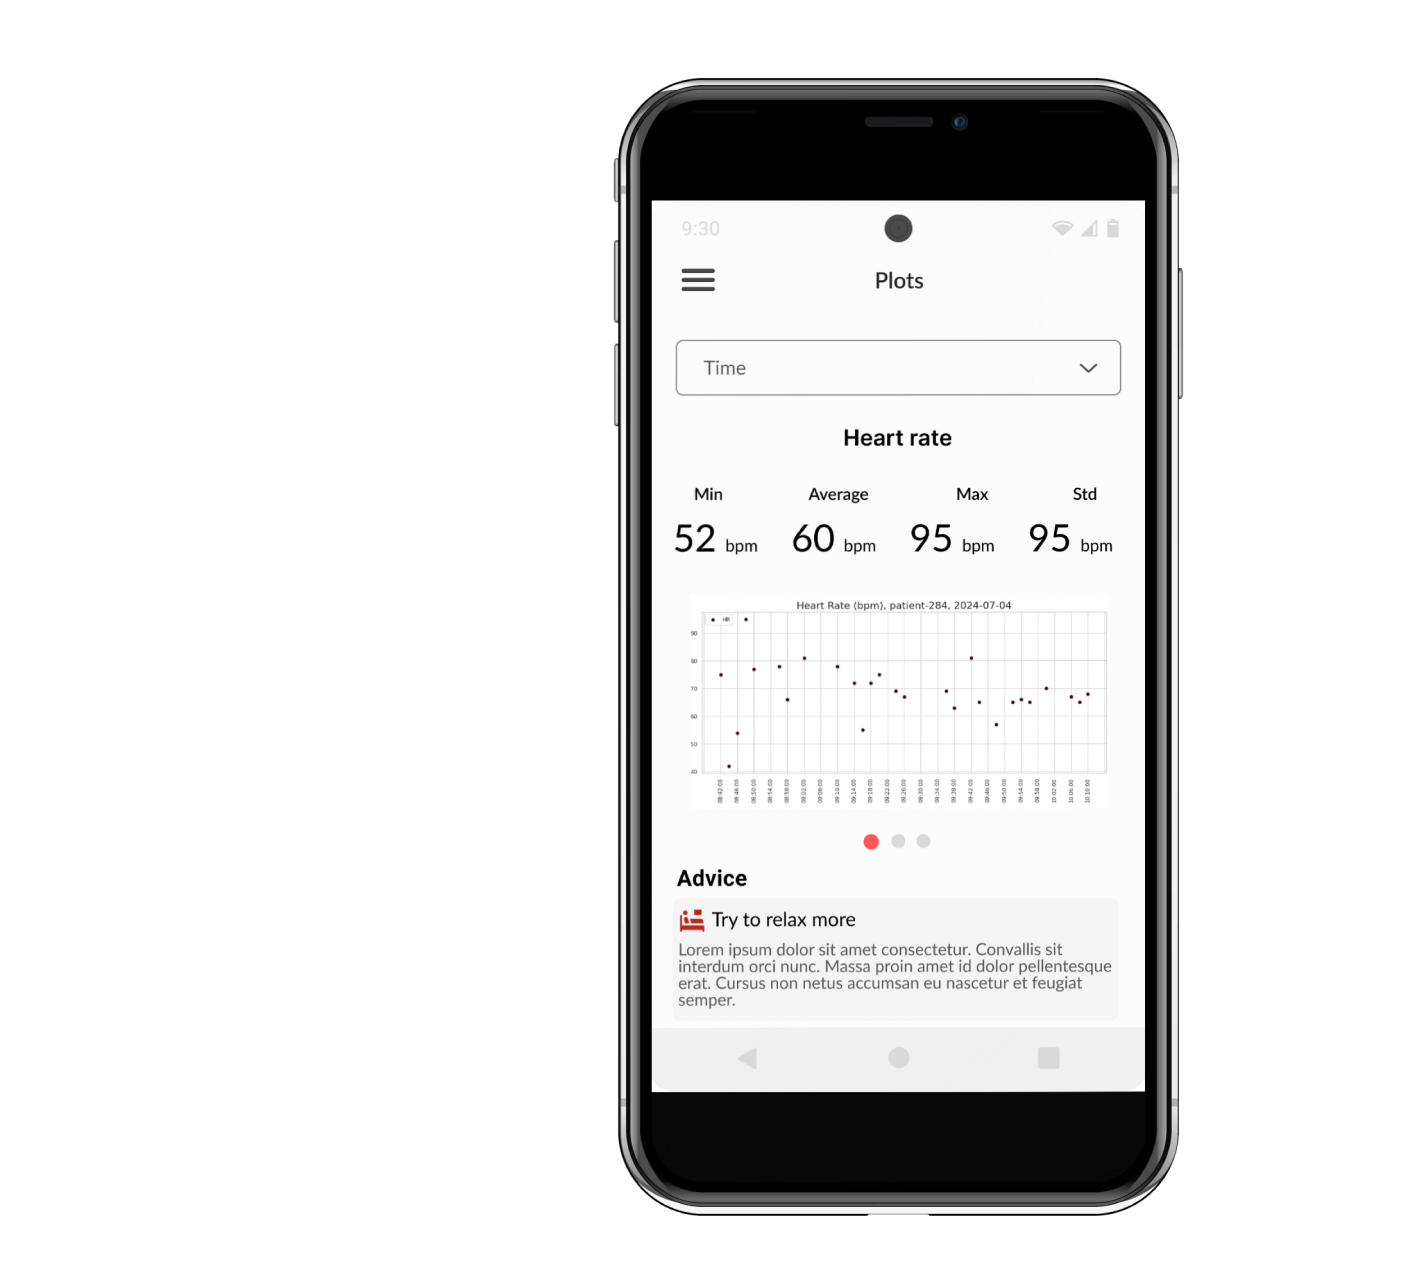 9:30
Plots
Time
Heart rate
Min Average Max Std
52 bpm 60 bpm 95 bpm 95 bpm
Heart Rate (bpm), patient-284, 2024-07-04
HR
90
80
70
60
50
40
08:42:00 08:46:00 08:50:00 08:54:00 08:58:00 09:02:00 09:06:00 09:10:00 09:14:00 09:18:00 09:22:00 09:26:00 09:30:00 09:34:00 09:38:00 09:42:00 09:46:00 09:50:00 09:54:00 09:58:00 10:02:00 10:06:00 10:10:00
Advice
Try to relax more
Lorem ipsum dolor sit amet consectetur. Convallis sit
interdum orci nunc. Massa proin amet id dolor pellentesque
erat. Cursus non netus accumsan eu nascetur et feugiat
semper.